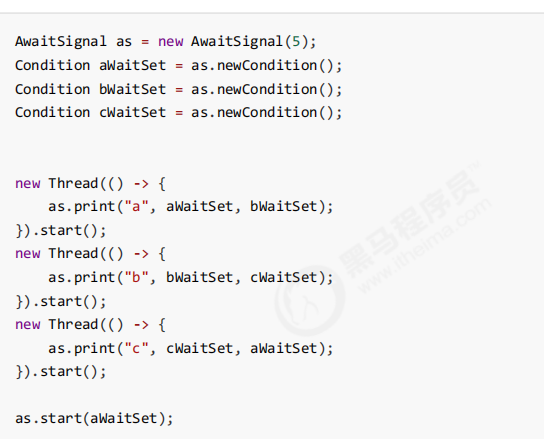 AwaitSignal as = new AwaitSignal(5);
Condition aWaitSet = as.newCondition();
Condition bWaitSet = as.newCondition();
Condition cWaitSet = as.newCondition();
new Thread(() -> {
    as.print("a", aWaitSet, bWaitSet);
}).start();
new Thread(() -> {
    as.print("b", bWaitSet, cWaitSet);
}).start();
new Thread(() -> {
    as.print("c", cWaitSet, aWaitSet);
}).start();
as.start(aWaitSet);
黑马程序员™
www.itheima.com